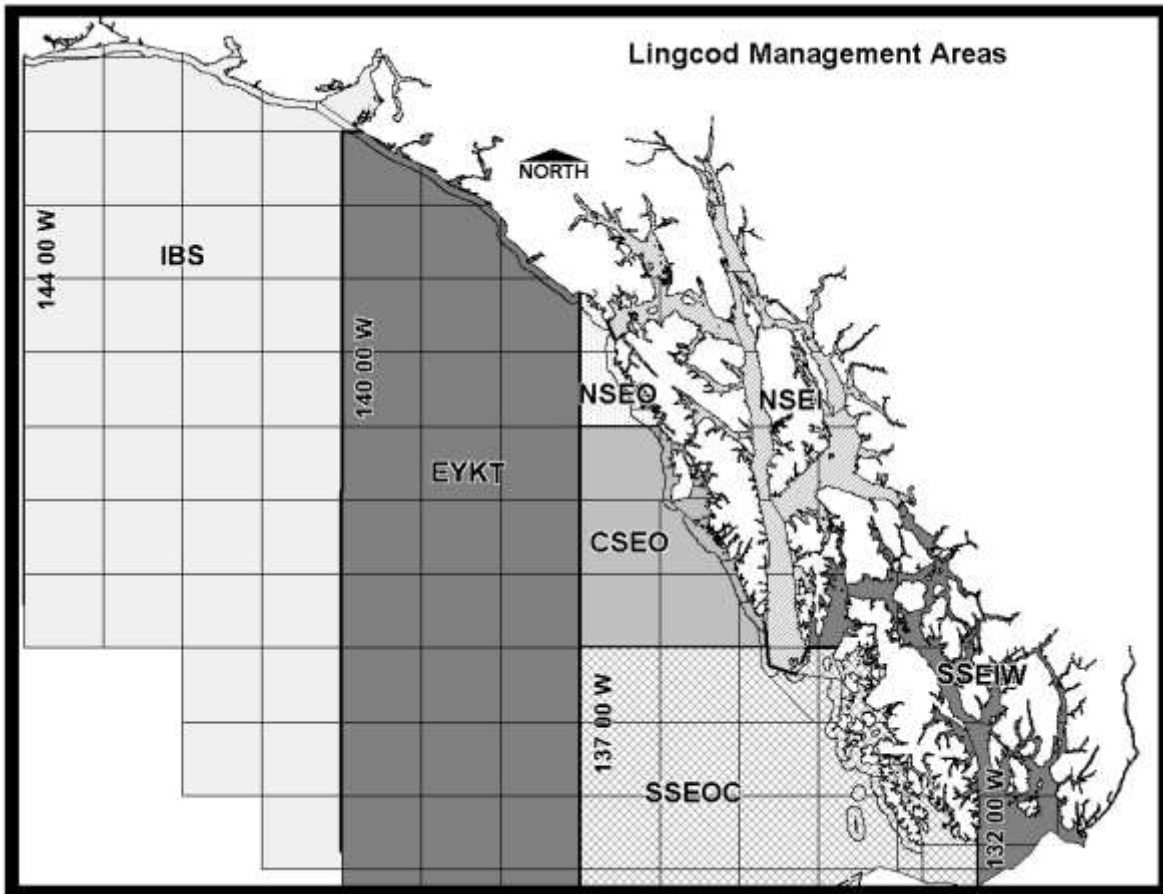 Lingcod Management Areas
NORTH
144 00 W
IBS
140 00 W
NSEO
NSEI
EYKT
CSEO
SSEIW
137 00 W
SSEOC
132 00 W